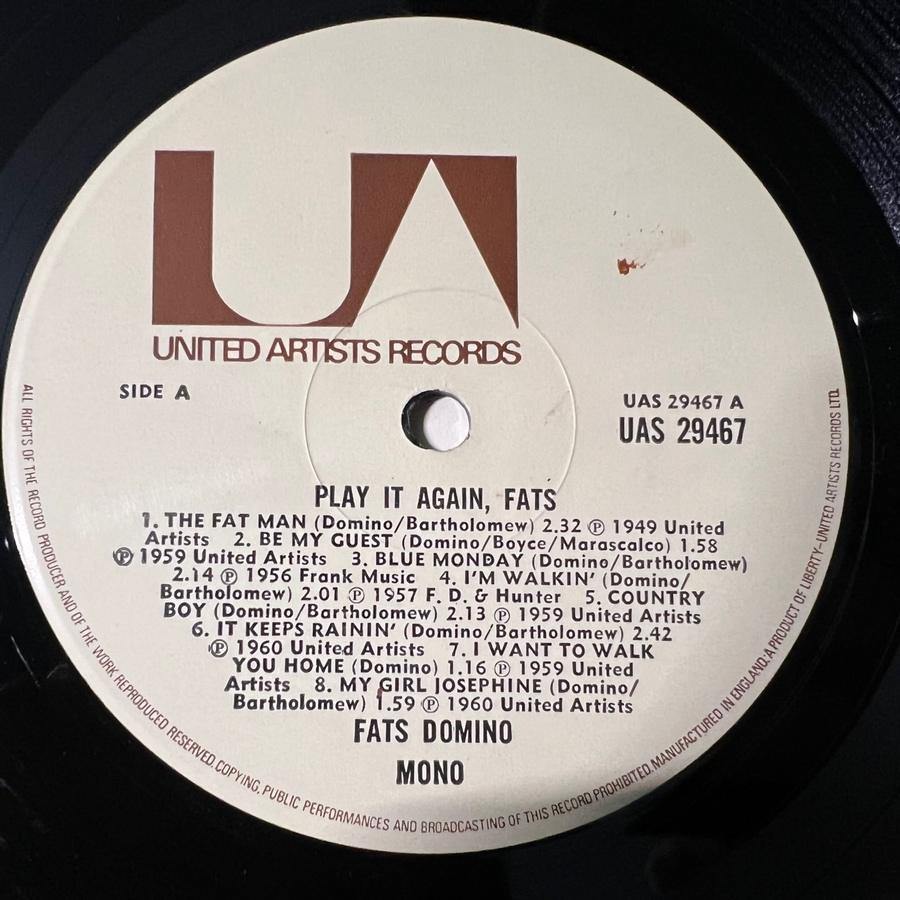 UA
UNITED ARTISTS RECORDS
SIDE A
UAS 29467 A
UAS 29467
PLAY IT AGAIN, FATS
1. THE FAT MAN (Domino/Bartholomew) 2.32 ℗ 1949 United
Artists 2. BE MY GUEST (Domino/Boyce/Marascalco) 1.58
℗ 1959 United Artists 3. BLUE MONDAY (Domino/Bartholomew)
2.14 ℗ 1956 Frank Music 4. I'M WALKIN' (Domino/
Bartholomew) 2.01 ℗ 1957 F. D. & Hunter 5. COUNTRY
BOY (Domino/Bartholomew) 2.13 ℗ 1959 United Artists
6. IT KEEPS RAININ' (Domino/Bartholomew) 2.42
℗ 1960 United Artists 7. I WANT TO WALK
YOU HOME (Domino) 1.16 ℗ 1959 United
Artists 8. MY GIRL JOSEPHINE (Domino/
Bartholomew) 1.59 ℗ 1960 United Artists
FATS DOMINO
MONO
ALL RIGHTS OF THE RECORD PRODUCER AND OF THE WORK REPRODUCED RESERVED. COPYING, PUBLIC PERFORMANCES AND BROADCASTING OF THIS RECORD PROHIBITED. MANUFACTURED IN ENGLAND. A PRODUCT OF LIBERTY-UNITED ARTISTS RECORDS LTD.